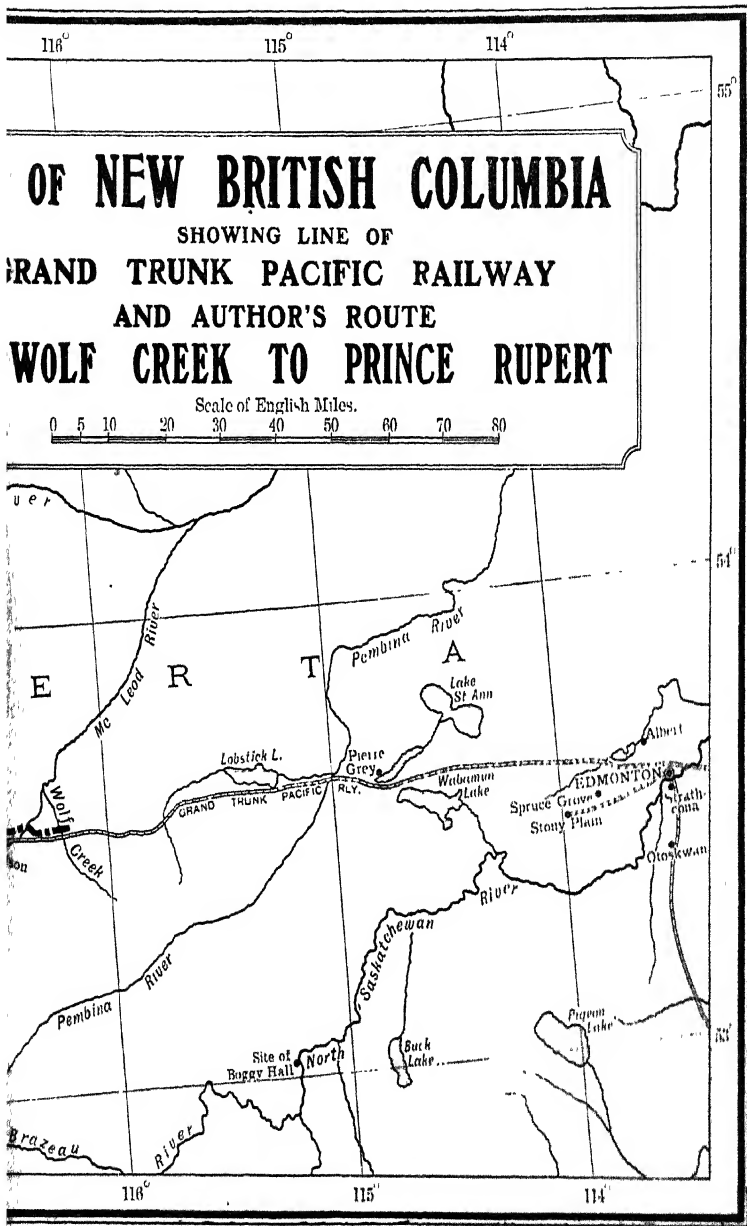 116° 115° 114°
55°
OF NEW BRITISH COLUMBIA
SHOWING LINE OF
GRAND TRUNK PACIFIC RAILWAY
AND AUTHOR'S ROUTE
WOLF CREEK TO PRINCE RUPERT
Scale of English Miles.
0 5 10 20 30 40 50 60 70 80
54°
Mc Leod River
Pembina River
E R T A
Lake
St Ann
Albert
Lobstick L.
Pierre
Grey
Wabamun
Lake
EDMONTON
GRAND TRUNK PACIFIC RLY.
Spruce Grove
Stony Plain
Strath-
cona
Otoskwan
Wolf
Creek
North Saskatchewan River
Pembina River
Pigeon
Lake
53°
Buck
Lake
Site of
Boggy Hall
Brazeau River
116° 115° 114°